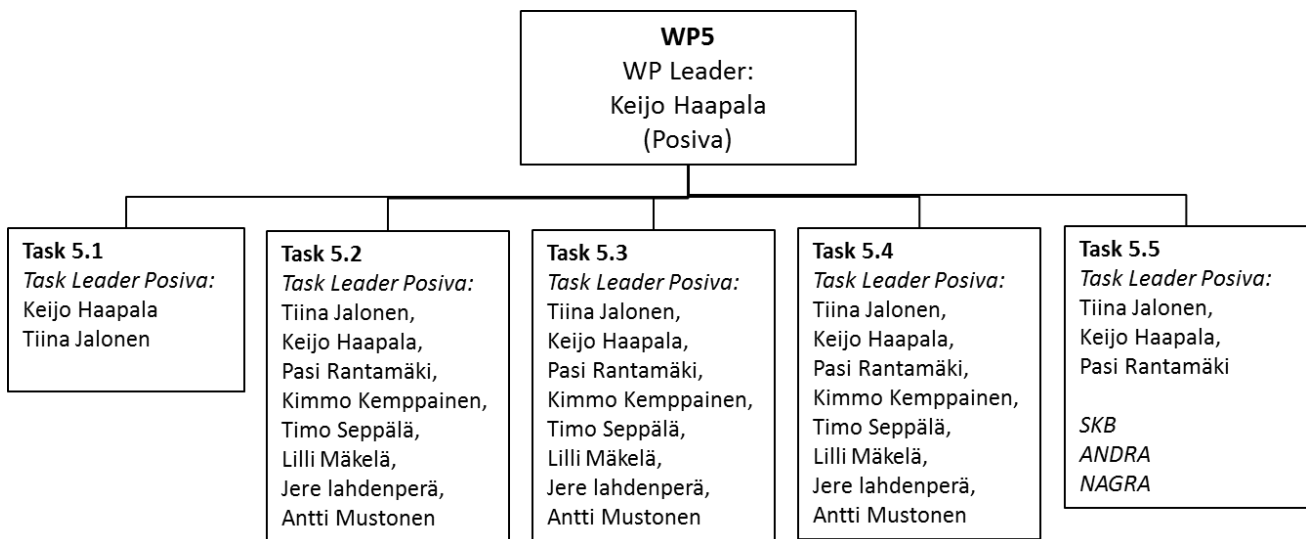 WP5
WP Leader:
Keijo Haapala
(Posiva)
Task 5.1
Task Leader Posiva:
Keijo Haapala
Tiina Jalonen
Task 5.2
Task Leader Posiva:
Tiina Jalonen,
Keijo Haapala,
Pasi Rantamäki,
Kimmo Kemppainen,
Timo Seppälä,
Lilli Mäkelä,
Jere lahdenperä,
Antti Mustonen
Task 5.3
Task Leader Posiva:
Tiina Jalonen,
Keijo Haapala,
Pasi Rantamäki,
Kimmo Kemppainen,
Timo Seppälä,
Lilli Mäkelä,
Jere lahdenperä,
Antti Mustonen
Task 5.4
Task Leader Posiva:
Tiina Jalonen,
Keijo Haapala,
Pasi Rantamäki,
Kimmo Kemppainen,
Timo Seppälä,
Lilli Mäkelä,
Jere lahdenperä,
Antti Mustonen
Task 5.5
Task Leader Posiva:
Tiina Jalonen,
Keijo Haapala,
Pasi Rantamäki
SKB
ANDRA
NAGRA